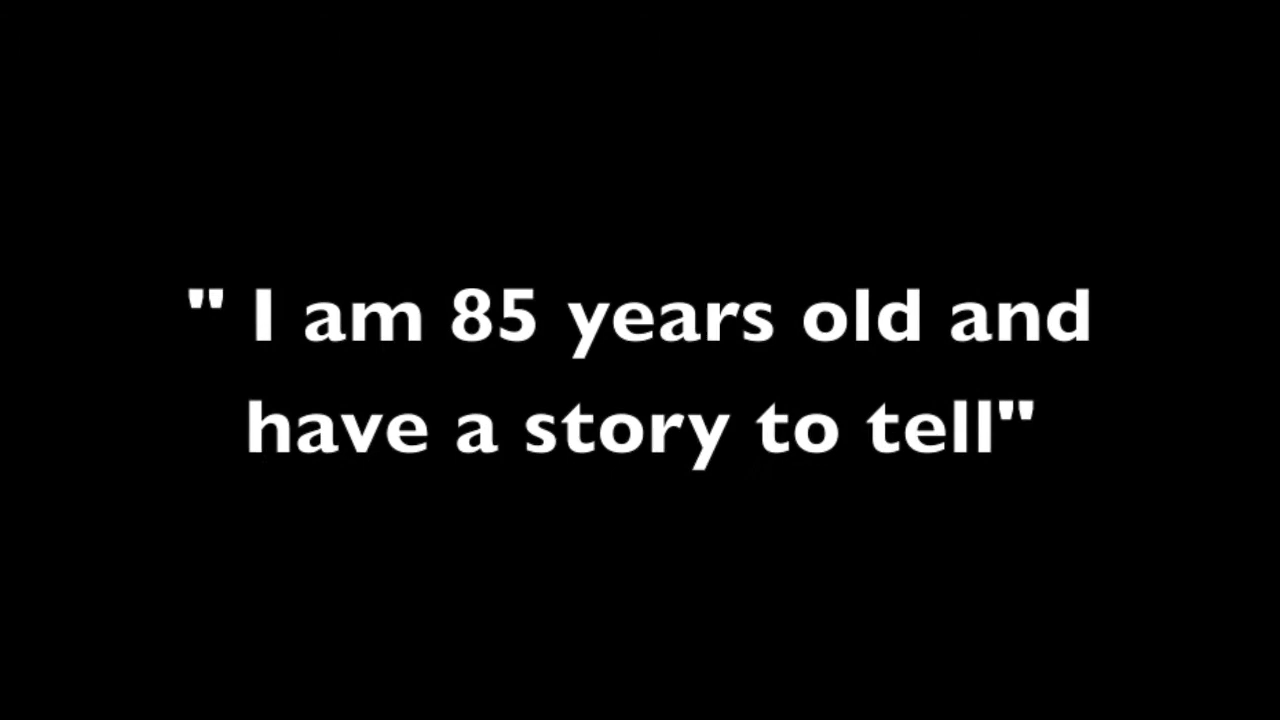 " I am 85 years old and
have a story to tell"